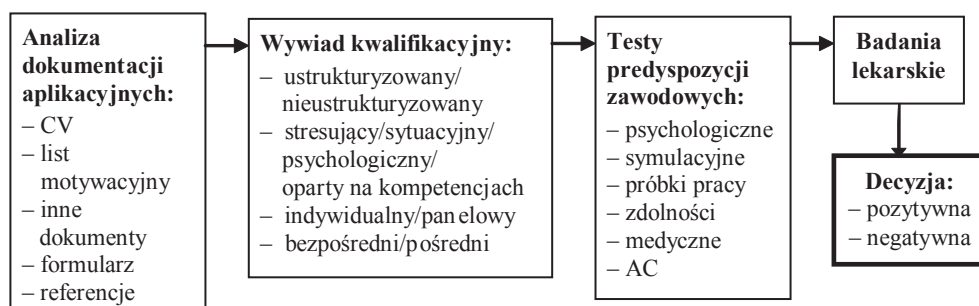 Analiza
dokumentacji
aplikacyjnych:
– CV
– list
motywacyjny
– inne
dokumenty
– formularz
– referencje
Wywiad kwalifikacyjny:
– ustrukturyzowany/
nieustrukturyzowany
– stresujący/sytuacyjny/
psychologiczny/
oparty na kompetencjach
– indywidualny/panelowy
– bezpośredni/pośredni
Testy
predyspozycji
zawodowych:
– psychologiczne
– symulacyjne
– próbki pracy
– zdolności
– medyczne
– AC
Badania
lekarskie
Decyzja:
– pozytywna
– negatywna